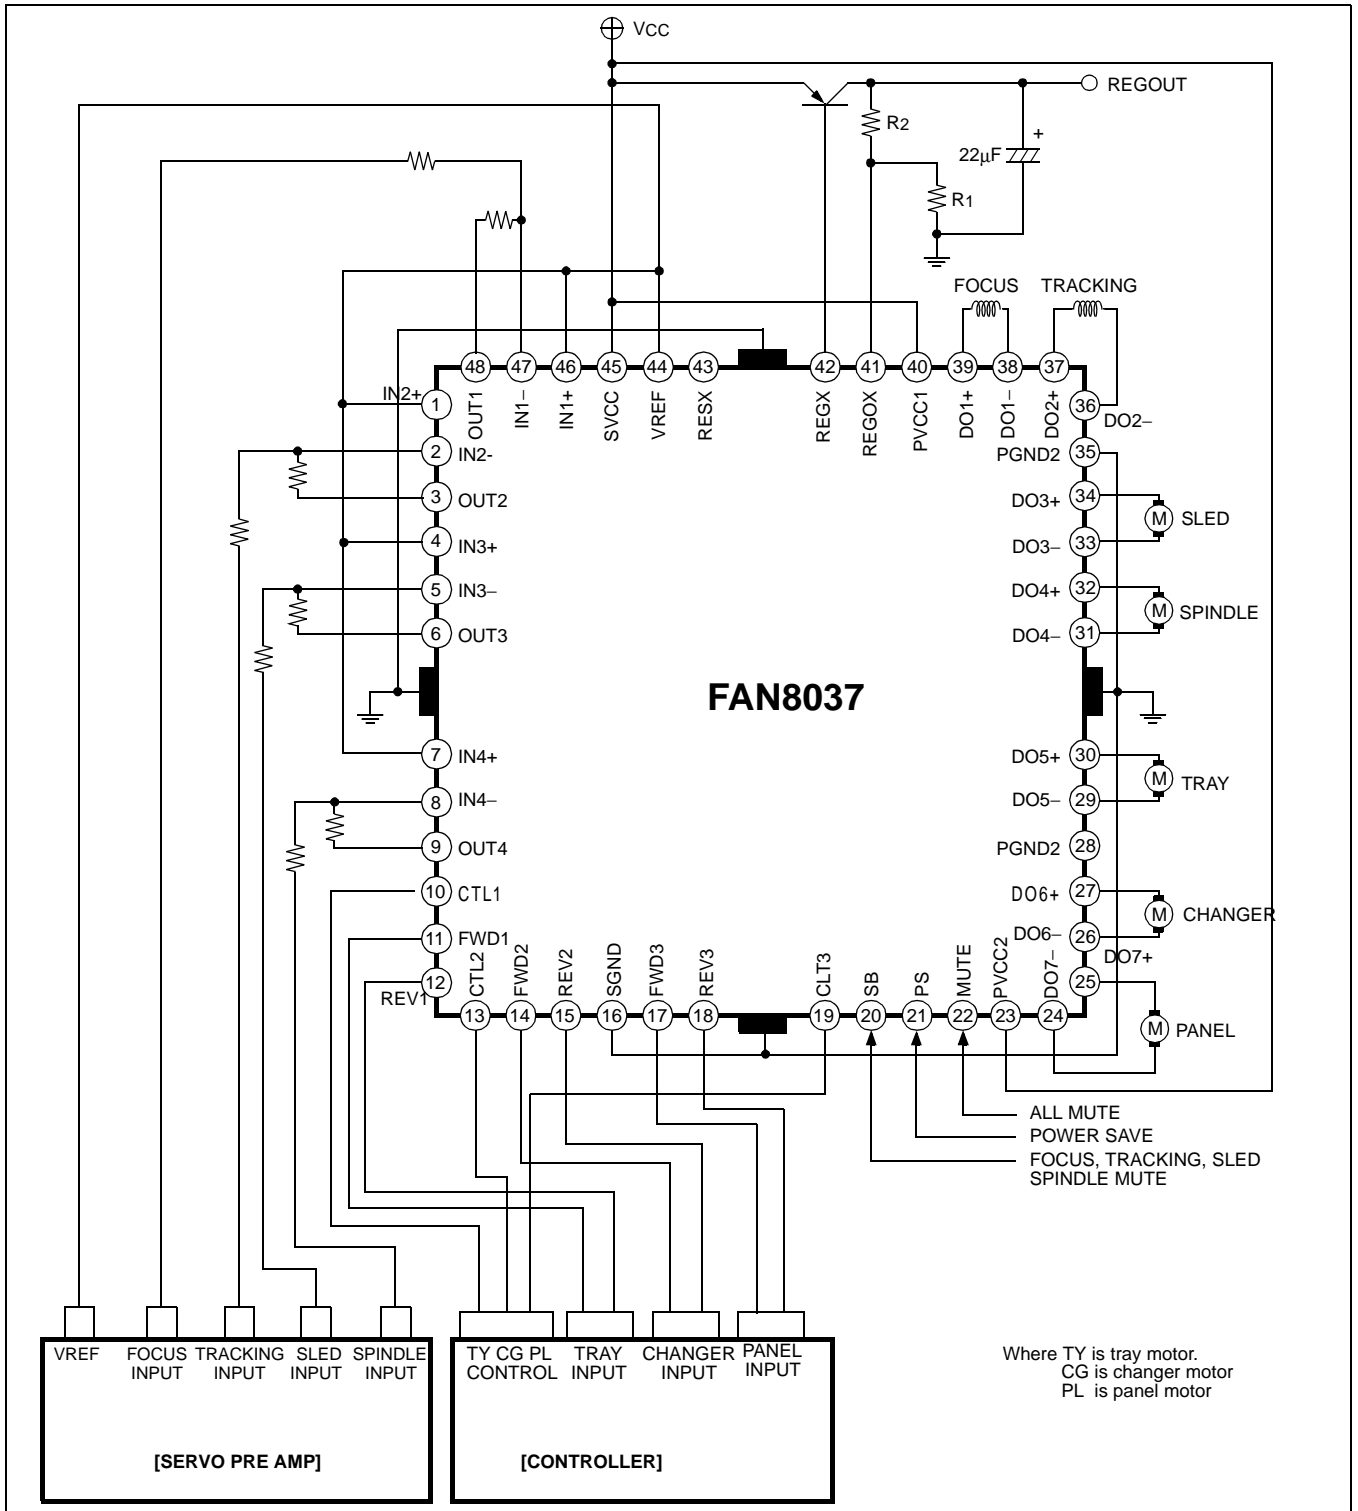 VCC
REGOUT
R2
22µF
+
R1
FOCUS
TRACKING
48
47
46
45
44
43
42
41
40
39
38
37
OUT1
IN1−
IN1+
SVCC
VREF
RESX
REGX
REGOX
PVCC1
DO1+
DO1−
DO2+
IN2+
1
36
DO2−
2
IN2-
PGND2
35
3
OUT2
DO3+
34
M
SLED
4
IN3+
DO3−
33
5
IN3−
DO4+
32
M
SPINDLE
6
OUT3
DO4−
31
FAN8037
7
IN4+
DO5+
30
M
TRAY
8
IN4−
DO5−
29
9
OUT4
PGND2
28
10
CTL1
DO6+
27
M
CHANGER
11
FWD1
DO6−
26
12
REV1
DO7+
25
CTL2
FWD2
REV2
SGND
FWD3
REV3
CLT3
SB
PS
MUTE
PVCC2
DO7−
13
14
15
16
17
18
19
20
21
22
23
24
M
PANEL
ALL MUTE
POWER SAVE
FOCUS, TRACKING, SLED
SPINDLE MUTE
VREF
FOCUS
INPUT
TRACKING
INPUT
SLED
INPUT
SPINDLE
INPUT
[SERVO PRE AMP]
TY CG PL
CONTROL
TRAY
INPUT
CHANGER
INPUT
PANEL
INPUT
[CONTROLLER]
Where TY is tray motor.
CG is changer motor
PL is panel motor